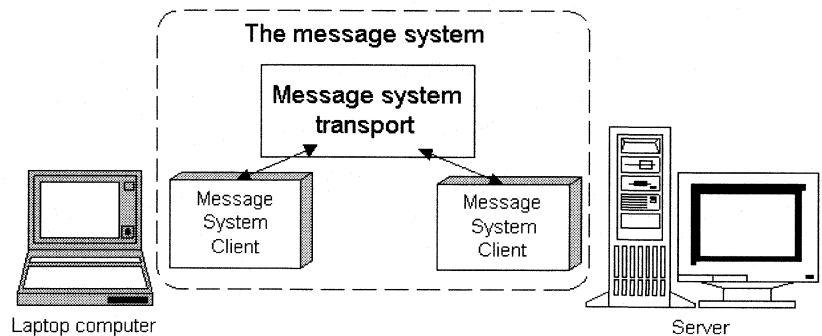 The message system
Message system
transport
Message
System
Client
Message
System
Client
Laptop computer
Server